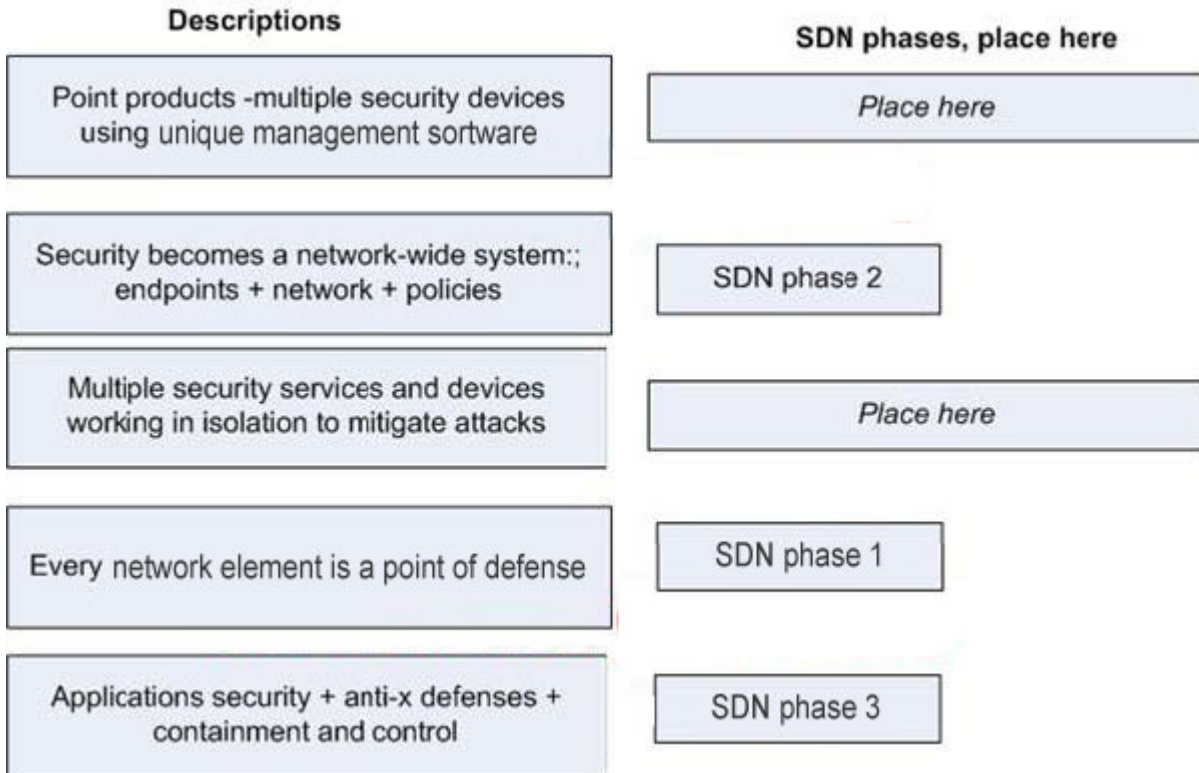 Descriptions
SDN phases, place here
Point products -multiple security devices
using unique management sortware
Place here
Security becomes a network-wide system:;
endpoints + network + policies
SDN phase 2
Multiple security services and devices
working in isolation to mitigate attacks
Place here
Every network element is a point of defense
SDN phase 1
Applications security + anti-x defenses +
containment and control
SDN phase 3